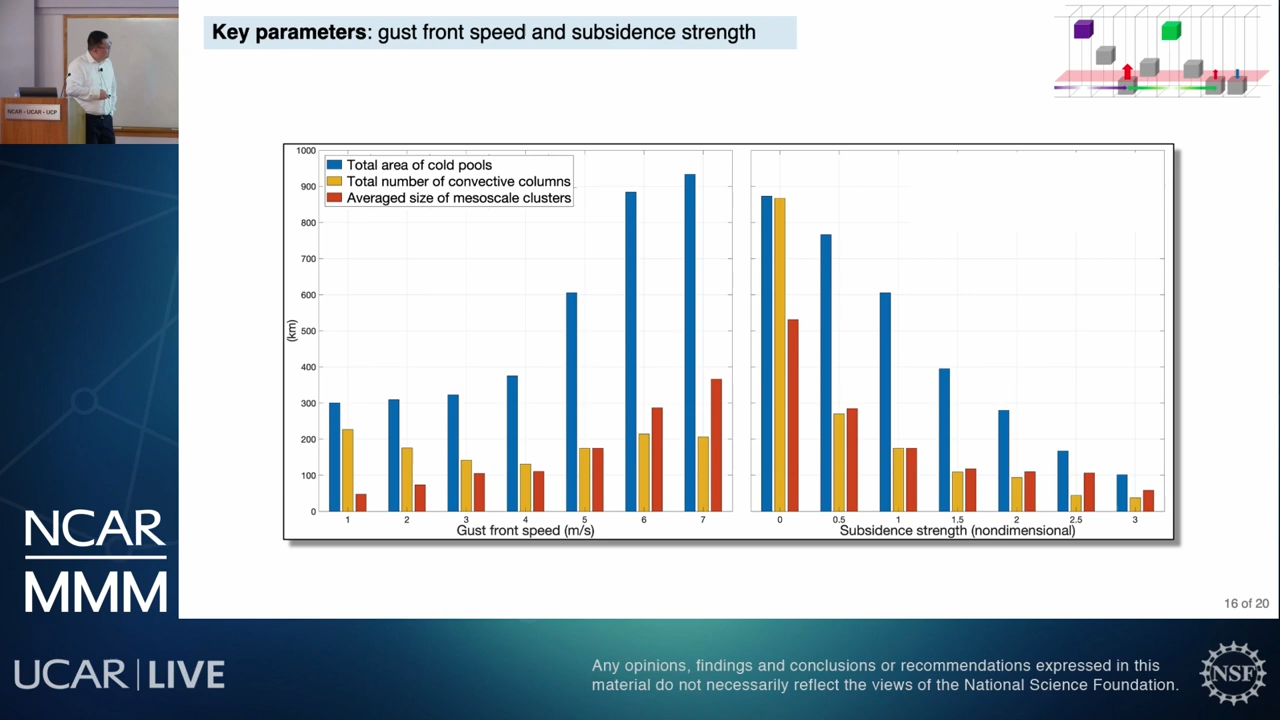 Key parameters: gust front speed and subsidence strength
NCAR - UCAR - UCP
1000
900
800
700
600
500
400
300
200
100
0
(km)
Total area of cold pools
Total number of convective columns
Averaged size of mesoscale clusters
1 2 3 4 5 6 7
Gust front speed (m/s)
0 0.5 1 1.5 2 2.5 3
Subsidence strength (nondimensional)
16 of 20
NCAR
MMM
UCAR | LIVE
Any opinions, findings and conclusions or recommendations expressed in this
material do not necessarily reflect the views of the National Science Foundation.
NSF